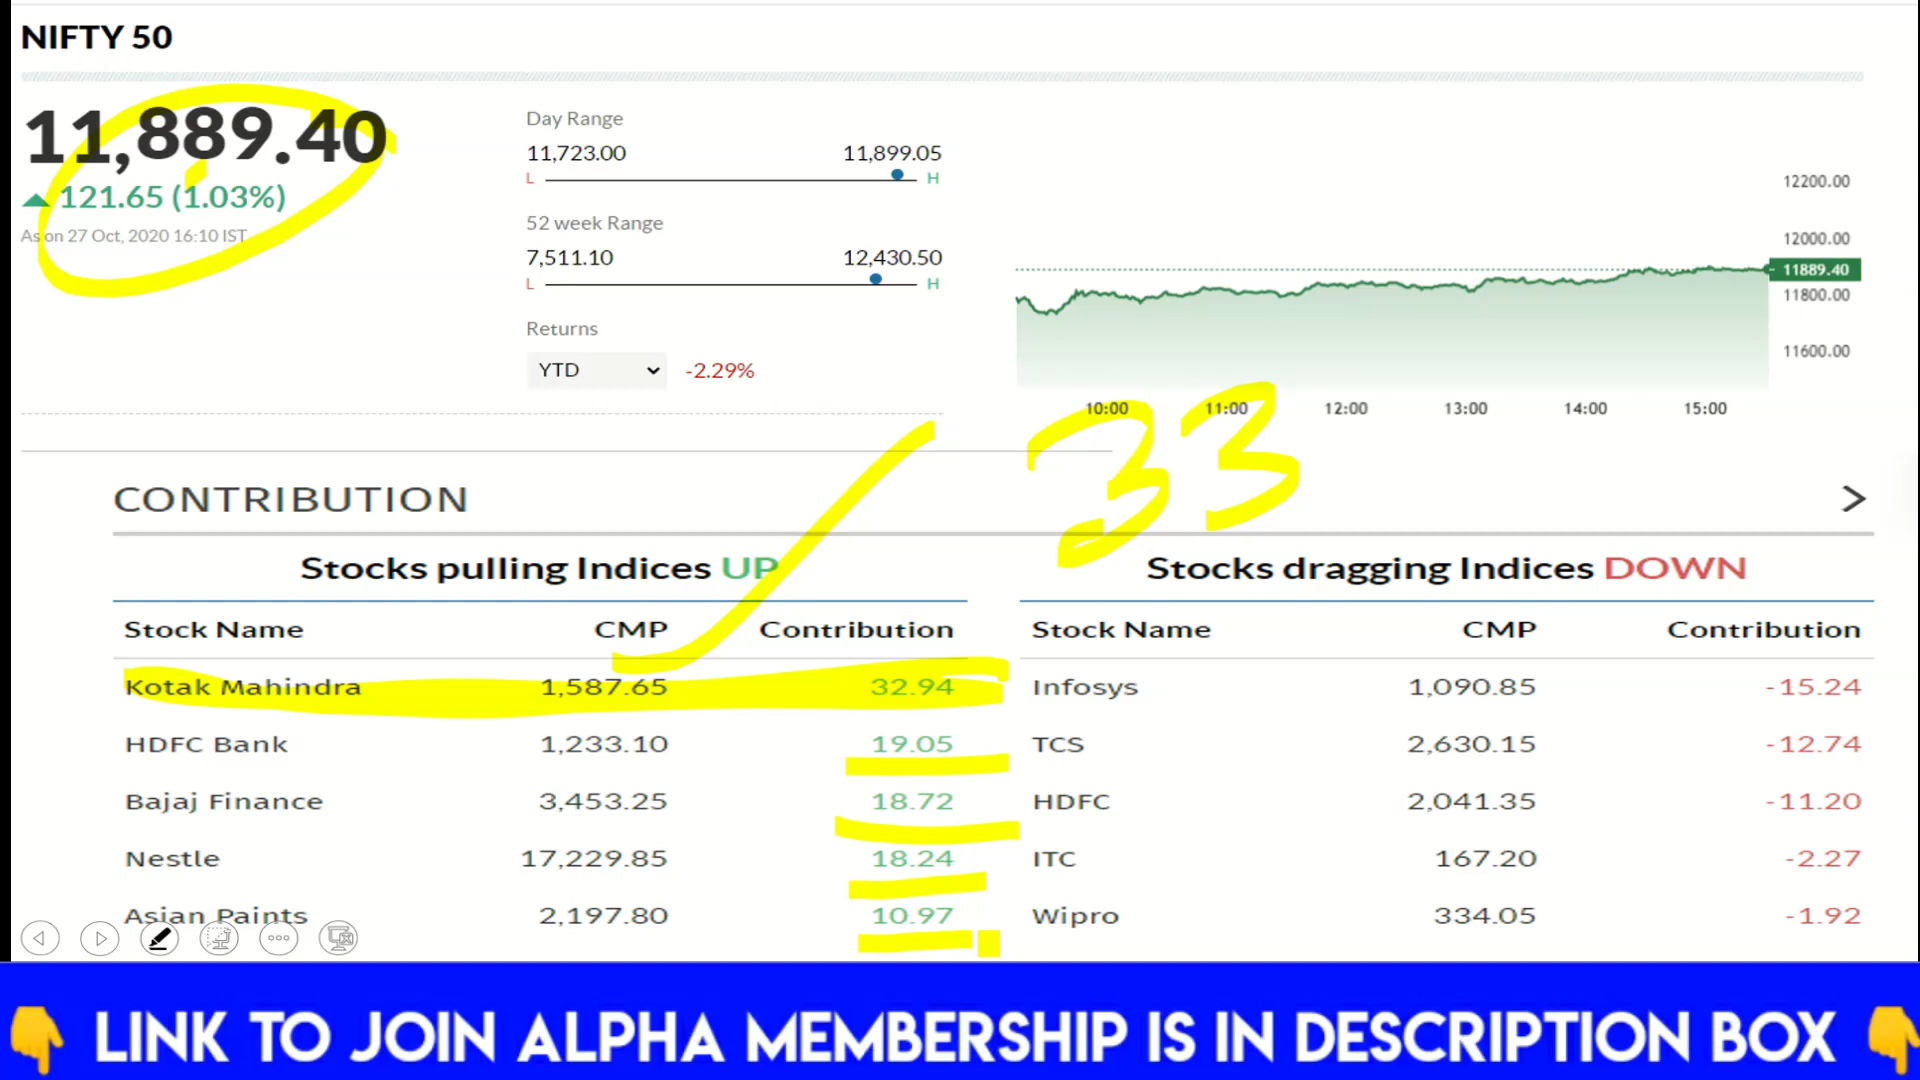 NIFTY 50
11,889.40
121.65 (1.03%)
As on 27 Oct, 2020 16:10 IST
Day Range
11,723.00 11,899.05
L H
52 week Range
7,511.10 12,430.50
L H
Returns
YTD -2.29%
12200.00
12000.00
11889.40
11800.00
11600.00
10:00 11:00 12:00 13:00 14:00 15:00
33
CONTRIBUTION
Stocks pulling Indices UP
Stock Name CMP Contribution
Kotak Mahindra 1,587.65 32.94
HDFC Bank 1,233.10 19.05
Bajaj Finance 3,453.25 18.72
Nestle 17,229.85 18.24
Asian Paints 2,197.80 10.97
Stocks dragging Indices DOWN
Stock Name CMP Contribution
Infosys 1,090.85 -15.24
TCS 2,630.15 -12.74
HDFC 2,041.35 -11.20
ITC 167.20 -2.27
Wipro 334.05 -1.92
LINK TO JOIN ALPHA MEMBERSHIP IS IN DESCRIPTION BOX